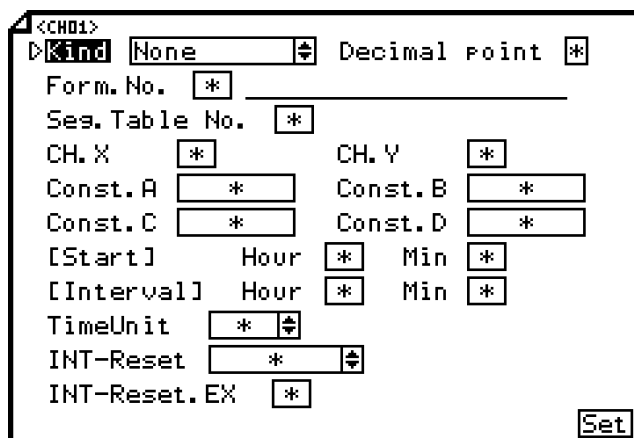 <CH01>
Kind None Decimal point *
Form.No. *
Seg.Table No. *
CH.X * CH.Y *
Const.A * Const.B *
Const.C * Const.D *
[Start] Hour * Min *
[Interval] Hour * Min *
TimeUnit *
INT-Reset *
INT-Reset.EX *
Set